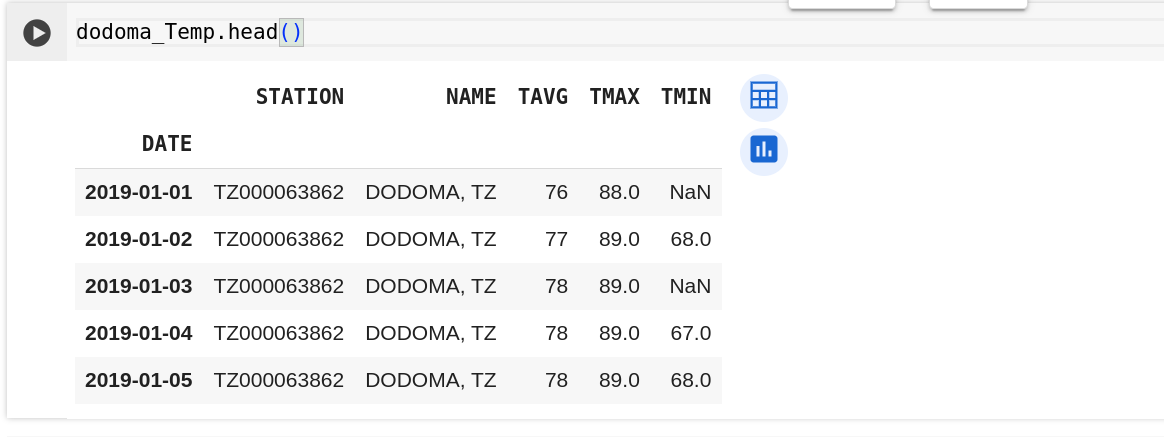 dodoma_Temp.head()
STATION NAME TAVG TMAX TMIN
DATE
2019-01-01 TZ000063862 DODOMA, TZ 76 88.0 NaN
2019-01-02 TZ000063862 DODOMA, TZ 77 89.0 68.0
2019-01-03 TZ000063862 DODOMA, TZ 78 89.0 NaN
2019-01-04 TZ000063862 DODOMA, TZ 78 89.0 67.0
2019-01-05 TZ000063862 DODOMA, TZ 78 89.0 68.0